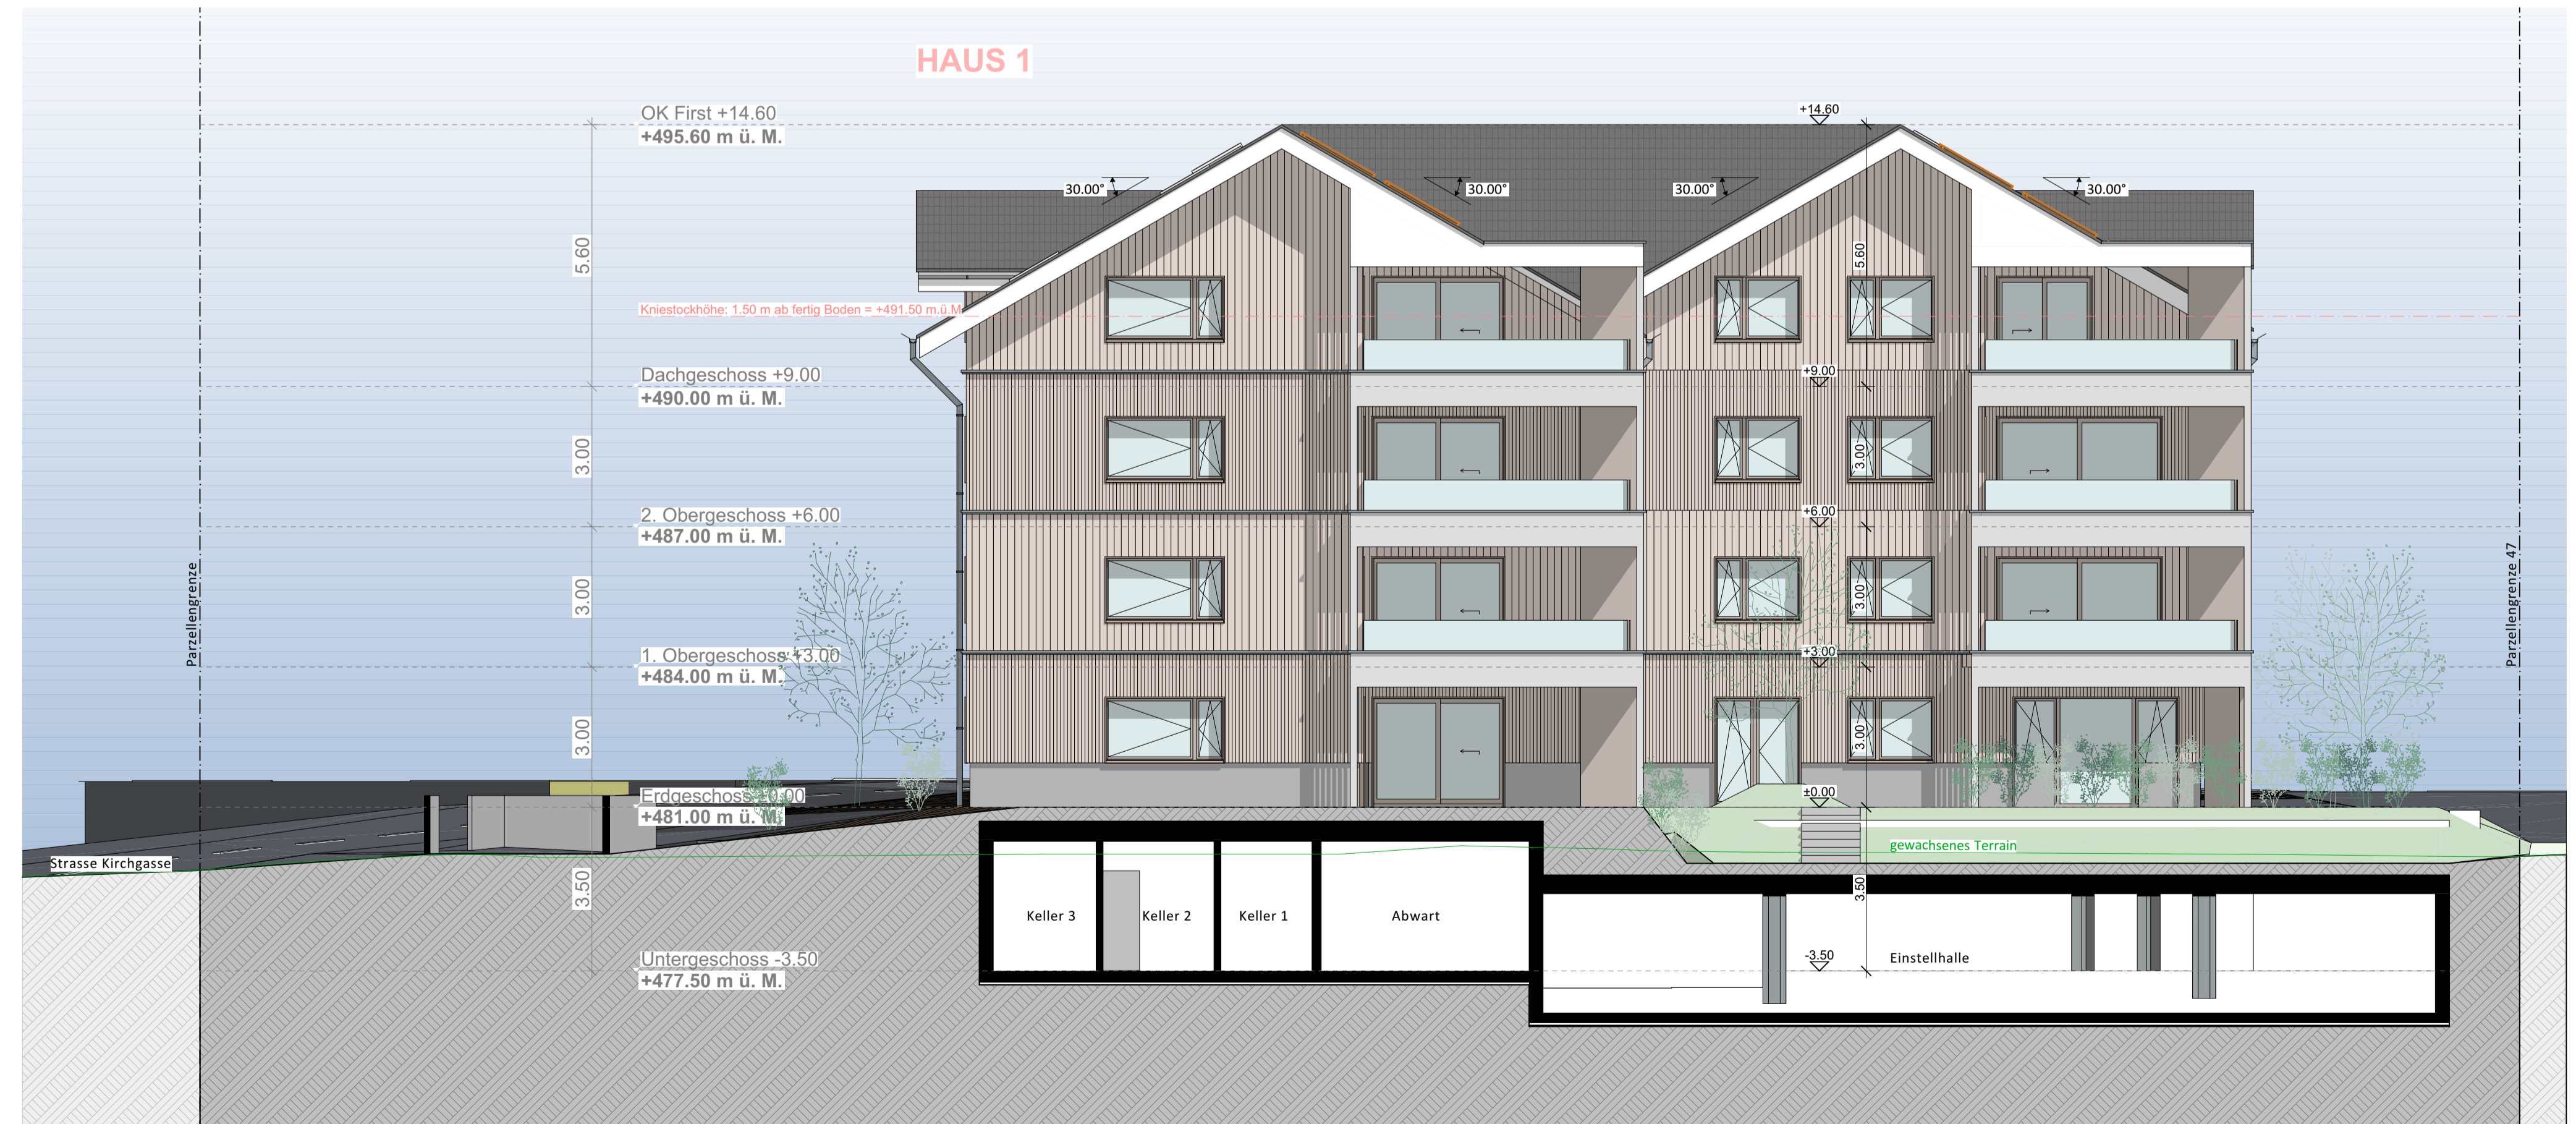 HAUS 1
OK First +14.60
+495.60 m ü. M.
+14.60
30.00°
30.00°
30.00°
30.00°
5.60
5.60
Kniestockhöhe: 1.50 m ab fertig Boden = +491.50 m.ü.M
Dachgeschoss +9.00
+490.00 m ü. M.
+9.00
3.00
3.00
2. Obergeschoss +6.00
+487.00 m ü. M.
+6.00
Parzellengrenze
Parzellengrenze 47
3.00
3.00
1. Obergeschoss +3.00
+484.00 m ü. M.
+3.00
3.00
3.00
Erdgeschoss ±0.00
+481.00 m ü. M.
±0.00
Strasse Kirchgasse
gewachsenes Terrain
3.50
3.50
Keller 3
Keller 2
Keller 1
Abwart
Untergeschoss -3.50
+477.50 m ü. M.
-3.50
Einstellhalle